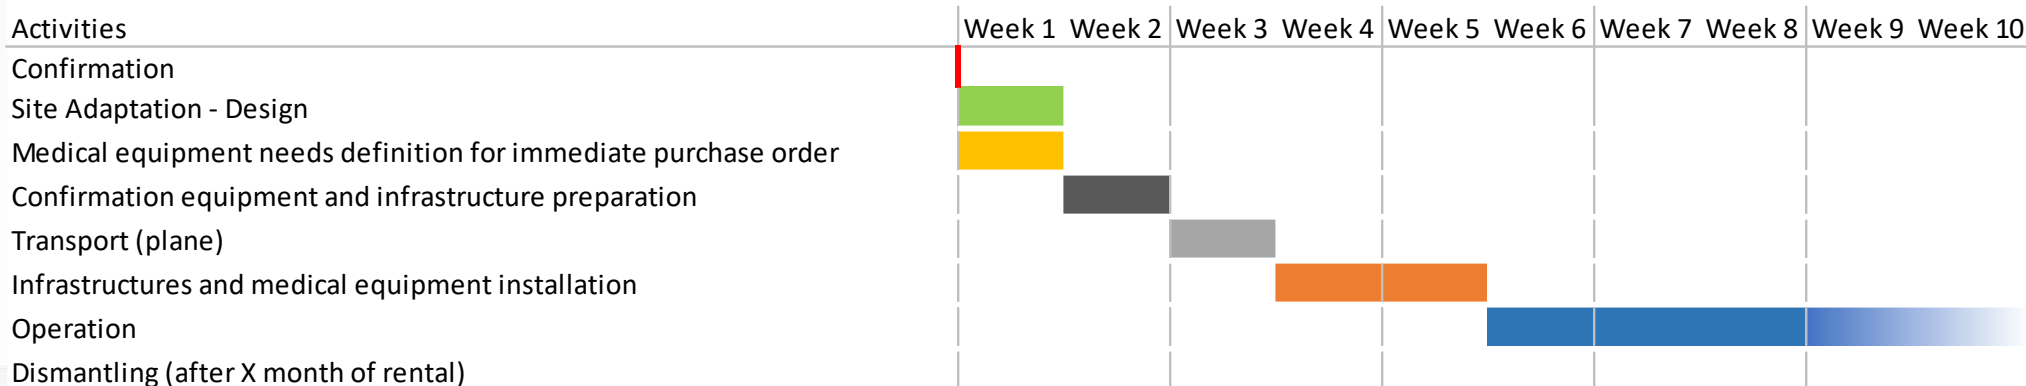 Activities Week 1 Week 2 Week 3 Week 4 Week 5 Week 6 Week 7 Week 8 Week 9 Week 10
Confirmation
Site Adaptation - Design
Medical equipment needs definition for immediate purchase order
Confirmation equipment and infrastructure preparation
Transport (plane)
Infrastructures and medical equipment installation
Operation
Dismantling (after X month of rental)